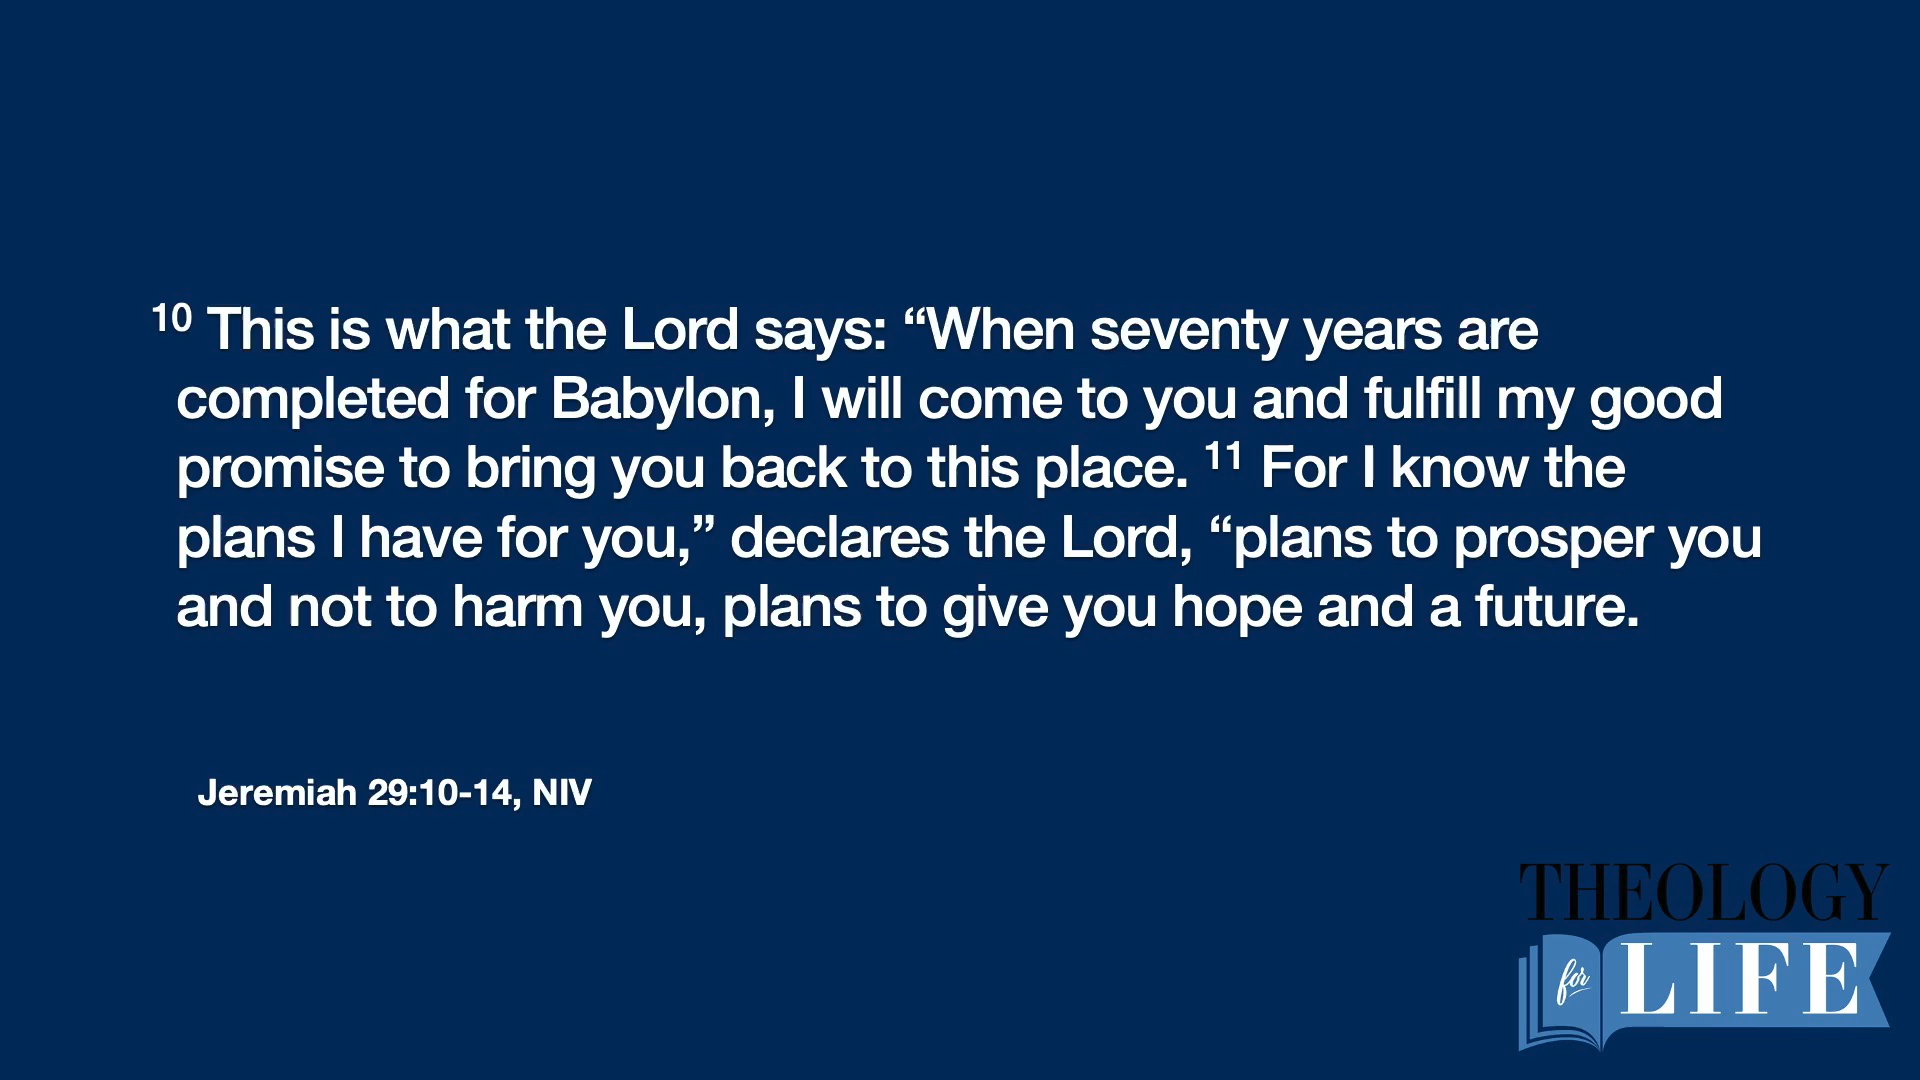 10 This is what the Lord says: “When seventy years are
completed for Babylon, I will come to you and fulfill my good
promise to bring you back to this place. 11 For I know the
plans I have for you,” declares the Lord, “plans to prosper you
and not to harm you, plans to give you hope and a future.
Jeremiah 29:10-14, NIV
THEOLOGY
for LIFE